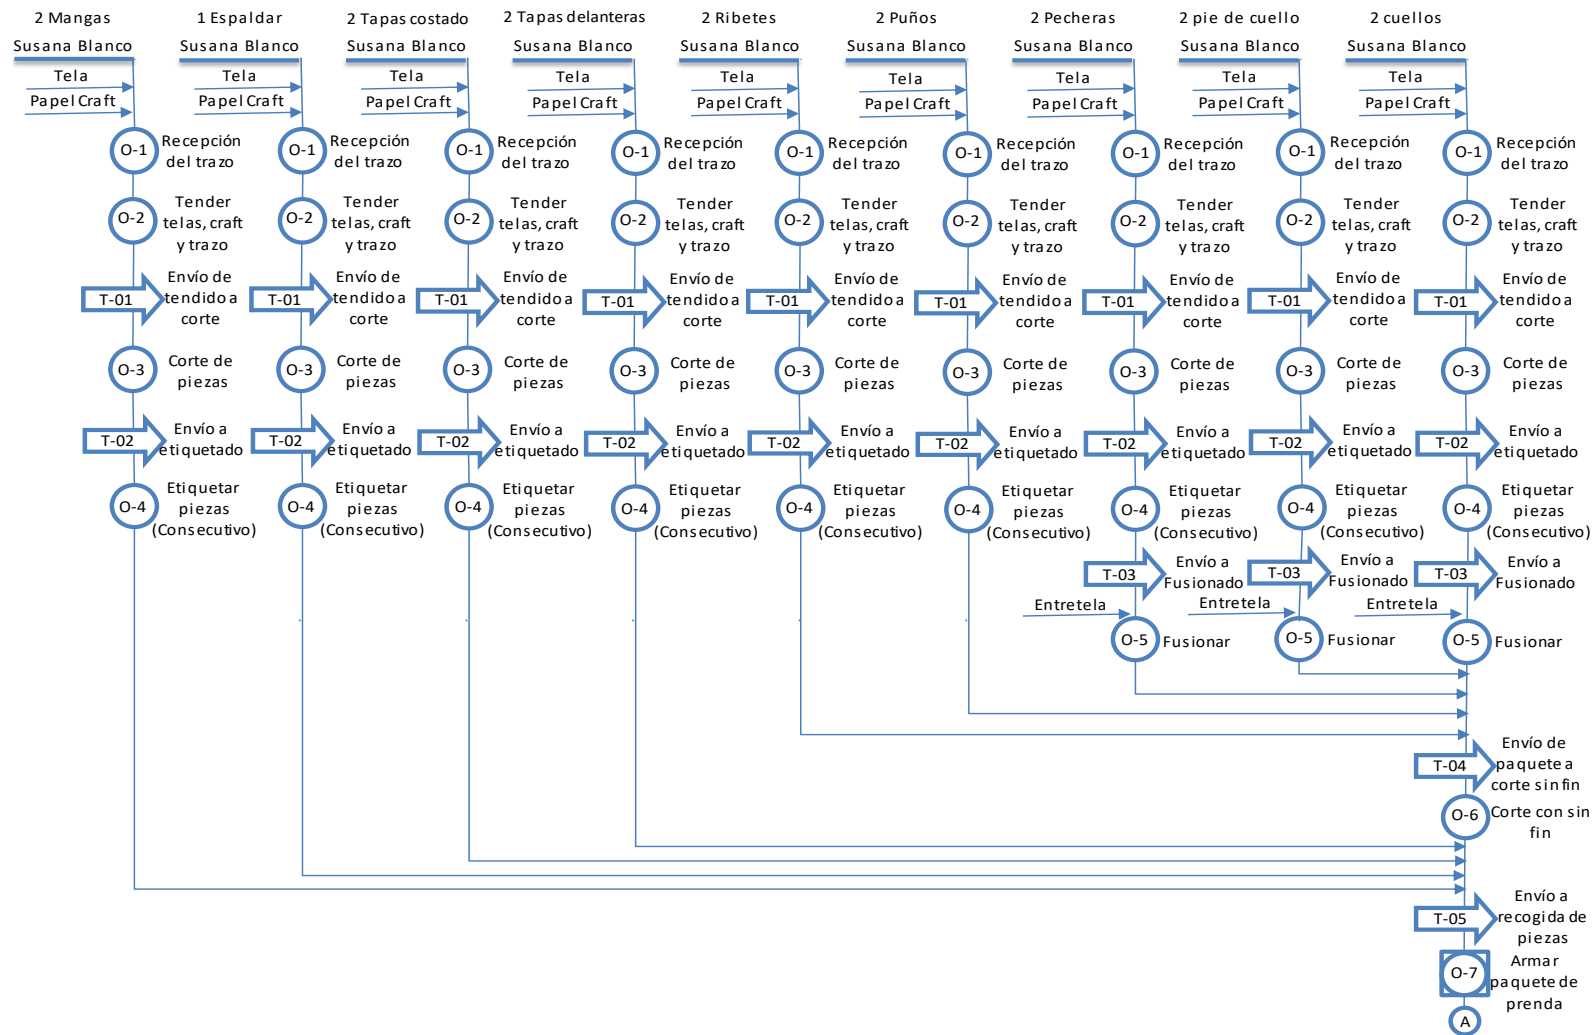 2 Mangas
1 Espaldar
2 Tapas costado
2 Tapas delanteras
2 Ribetes
2 Puños
2 Pecheras
2 pie de cuello
2 cuellos
Susana Blanco
Susana Blanco
Susana Blanco
Susana Blanco
Susana Blanco
Susana Blanco
Susana Blanco
Susana Blanco
Susana Blanco
Tela
Tela
Tela
Tela
Tela
Tela
Tela
Tela
Tela
Papel Craft
Papel Craft
Papel Craft
Papel Craft
Papel Craft
Papel Craft
Papel Craft
Papel Craft
Papel Craft
O-1
Recepción
del trazo
O-1
Recepción
del trazo
O-1
Recepción
del trazo
O-1
Recepción
del trazo
O-1
Recepción
del trazo
O-1
Recepción
del trazo
O-1
Recepción
del trazo
O-1
Recepción
del trazo
O-1
Recepción
del trazo
O-2
Tender
telas, craft
y trazo
O-2
Tender
telas, craft
y trazo
O-2
Tender
telas, craft
y trazo
O-2
Tender
telas, craft
y trazo
O-2
Tender
telas, craft
y trazo
O-2
Tender
telas, craft
y trazo
O-2
Tender
telas, craft
y trazo
O-2
Tender
telas, craft
y trazo
O-2
Tender
telas, craft
y trazo
T-01
Envío de
tendido a
corte
T-01
Envío de
tendido a
corte
T-01
Envío de
tendido a
corte
T-01
Envío de
tendido a
corte
T-01
Envío de
tendido a
corte
T-01
Envío de
tendido a
corte
T-01
Envío de
tendido a
corte
T-01
Envío de
tendido a
corte
T-01
Envío de
tendido a
corte
O-3
Corte de
piezas
O-3
Corte de
piezas
O-3
Corte de
piezas
O-3
Corte de
piezas
O-3
Corte de
piezas
O-3
Corte de
piezas
O-3
Corte de
piezas
O-3
Corte de
piezas
O-3
Corte de
piezas
T-02
Envío a
etiquetado
T-02
Envío a
etiquetado
T-02
Envío a
etiquetado
T-02
Envío a
etiquetado
T-02
Envío a
etiquetado
T-02
Envío a
etiquetado
T-02
Envío a
etiquetado
T-02
Envío a
etiquetado
T-02
Envío a
etiquetado
O-4
Etiquetar
piezas
(Consecutivo)
O-4
Etiquetar
piezas
(Consecutivo)
O-4
Etiquetar
piezas
(Consecutivo)
O-4
Etiquetar
piezas
(Consecutivo)
O-4
Etiquetar
piezas
(Consecutivo)
O-4
Etiquetar
piezas
(Consecutivo)
O-4
Etiquetar
piezas
(Consecutivo)
O-4
Etiquetar
piezas
(Consecutivo)
O-4
Etiquetar
piezas
(Consecutivo)
T-03
Envío a
Fusionado
T-03
Envío a
Fusionado
T-03
Envío a
Fusionado
Entretela
Entretela
Entretela
O-5
Fusionar
O-5
Fusionar
O-5
Fusionar
T-04
Envío de
paquete a
corte sin fin
O-6
Corte con sin
fin
T-05
Envío a
recogida de
piezas
O-7
Armar
paquete de
prenda
A